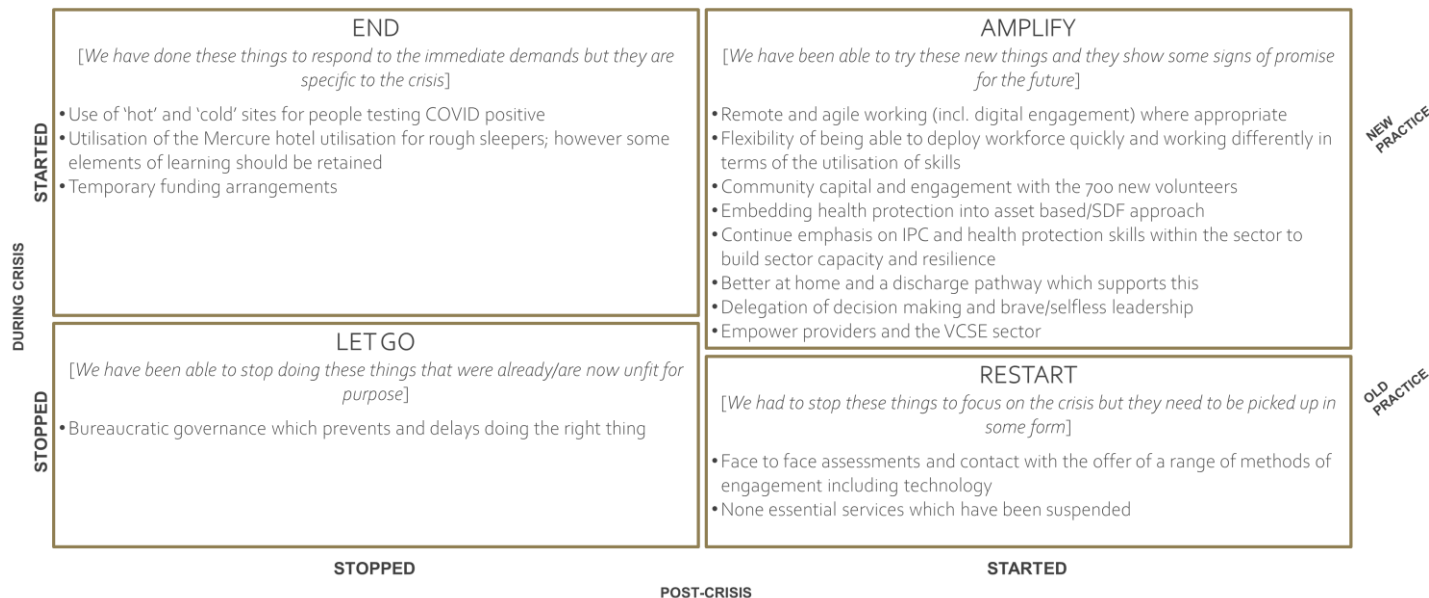 END
[We have done these things to respond to the immediate demands but they are
specific to the crisis]
• Use of ‘hot’ and ‘cold’ sites for people testing COVID positive
• Utilisation of the Mercure hotel utilisation for rough sleepers; however some
elements of learning should be retained
• Temporary funding arrangements
AMPLIFY
[We have been able to try these new things and they show some signs of promise
for the future]
• Remote and agile working (incl. digital engagement) where appropriate
• Flexibility of being able to deploy workforce quickly and working differently in
terms of the utilisation of skills
• Community capital and engagement with the 700 new volunteers
• Embedding health protection into asset based/SDF approach
• Continue emphasis on IPC and health protection skills within the sector to
build sector capacity and resilience
• Better at home and a discharge pathway which supports this
• Delegation of decision making and brave/selfless leadership
• Empower providers and the VCSE sector
LET GO
[We have been able to stop doing these things that were already/are now unfit for
purpose]
• Bureaucratic governance which prevents and delays doing the right thing
RESTART
[We had to stop these things to focus on the crisis but they need to be picked up in
some form]
• Face to face assessments and contact with the offer of a range of methods of
engagement including technology
• None essential services which have been suspended
DURING CRISIS
STARTED
STOPPED
NEW
PRACTICE
OLD
PRACTICE
STOPPED
STARTED
POST-CRISIS